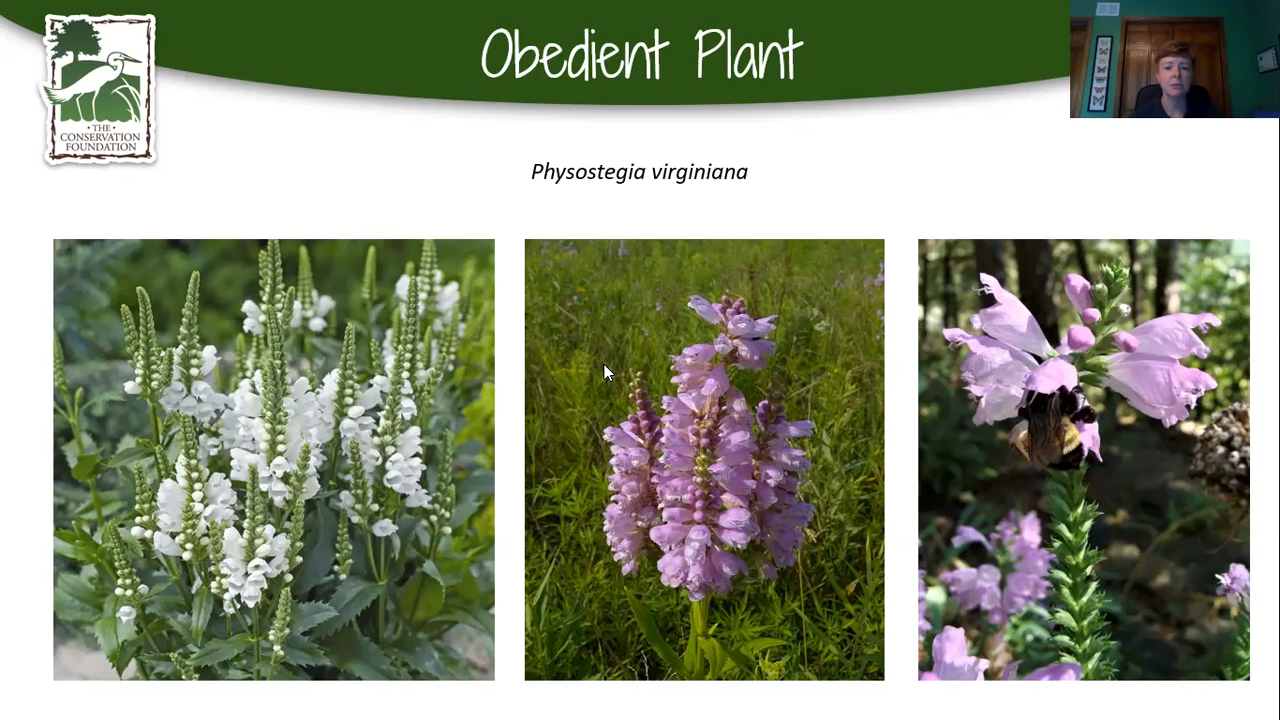 Obedient Plant
• THE •
CONSERVATION
FOUNDATION
Physostegia virginiana